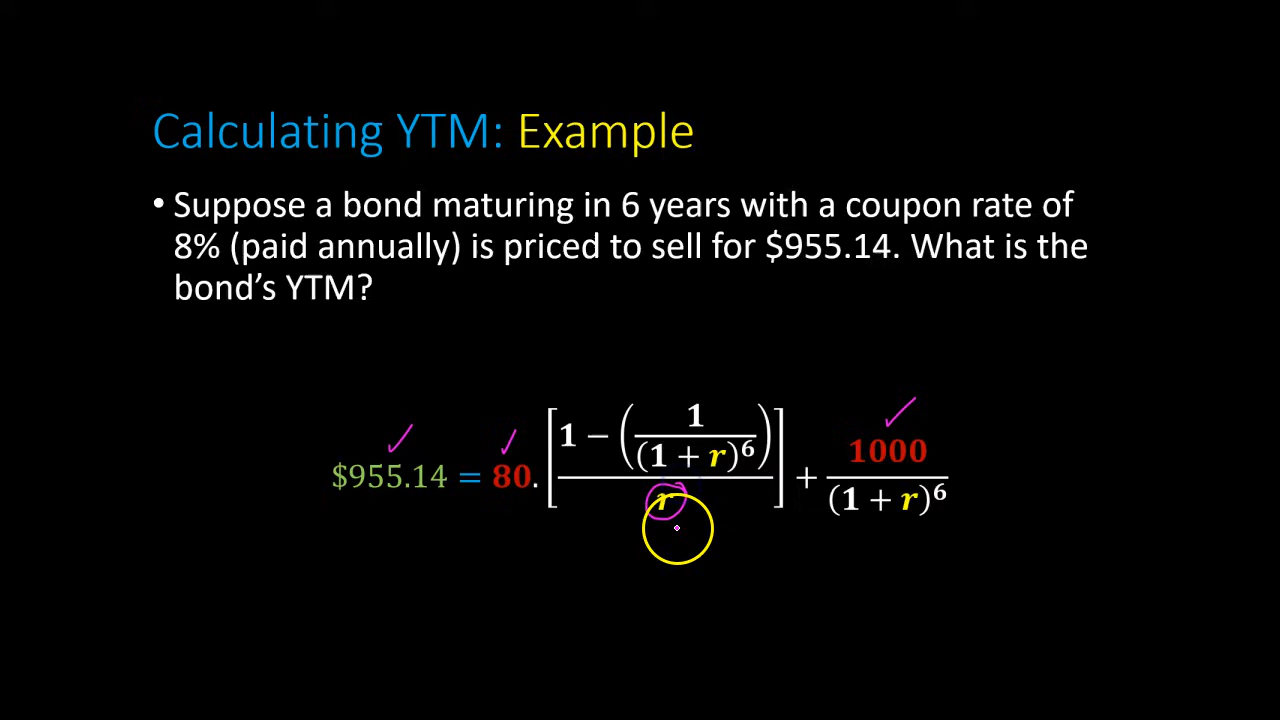 Calculating YTM: Example
• Suppose a bond maturing in 6 years with a coupon rate of
8% (paid annually) is priced to sell for $955.14. What is the
bond’s YTM?
$955.14 = 80. [(1 − (1/(1 + r)^6))/r] + 1000/(1 + r)^6